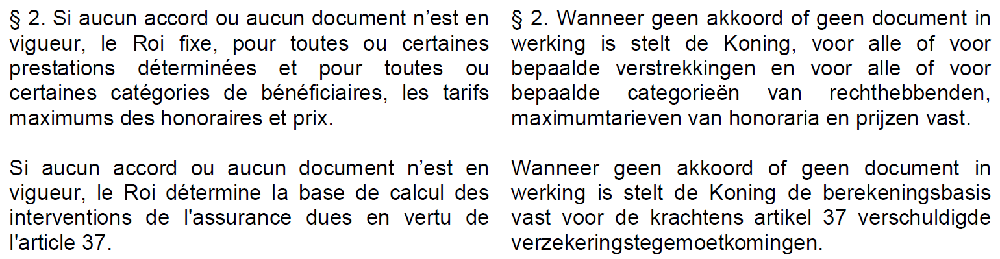 § 2. Si aucun accord ou aucun document n’est en
vigueur, le Roi fixe, pour toutes ou certaines
prestations déterminées et pour toutes ou
certaines catégories de bénéficiaires, les tarifs
maximums des honoraires et prix.
Si aucun accord ou aucun document n’est en
vigueur, le Roi détermine la base de calcul des
interventions de l'assurance dues en vertu de
l'article 37.
§ 2. Wanneer geen akkoord of geen document in
werking is stelt de Koning, voor alle of voor
bepaalde verstrekkingen en voor alle of voor
bepaalde categorieën van rechthebbenden,
maximumtarieven van honoraria en prijzen vast.
Wanneer geen akkoord of geen document in
werking is stelt de Koning de berekeningsbasis
vast voor de krachtens artikel 37 verschuldigde
verzekeringstegemoetkomingen.